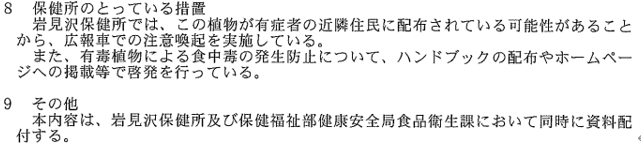 ８　保健所のとっている措置
　岩見沢保健所では、この植物が有症者の近隣住民に配布されている可能性があること
から、広報車での注意喚起を実施している。
　また、有毒植物による食中毒の発生防止について、ハンドブックの配布やホームペー
ジへの掲載等で啓発を行っている。
９　その他
　本内容は、岩見沢保健所及び保健福祉部健康安全局食品衛生課において同時に資料配
付する。